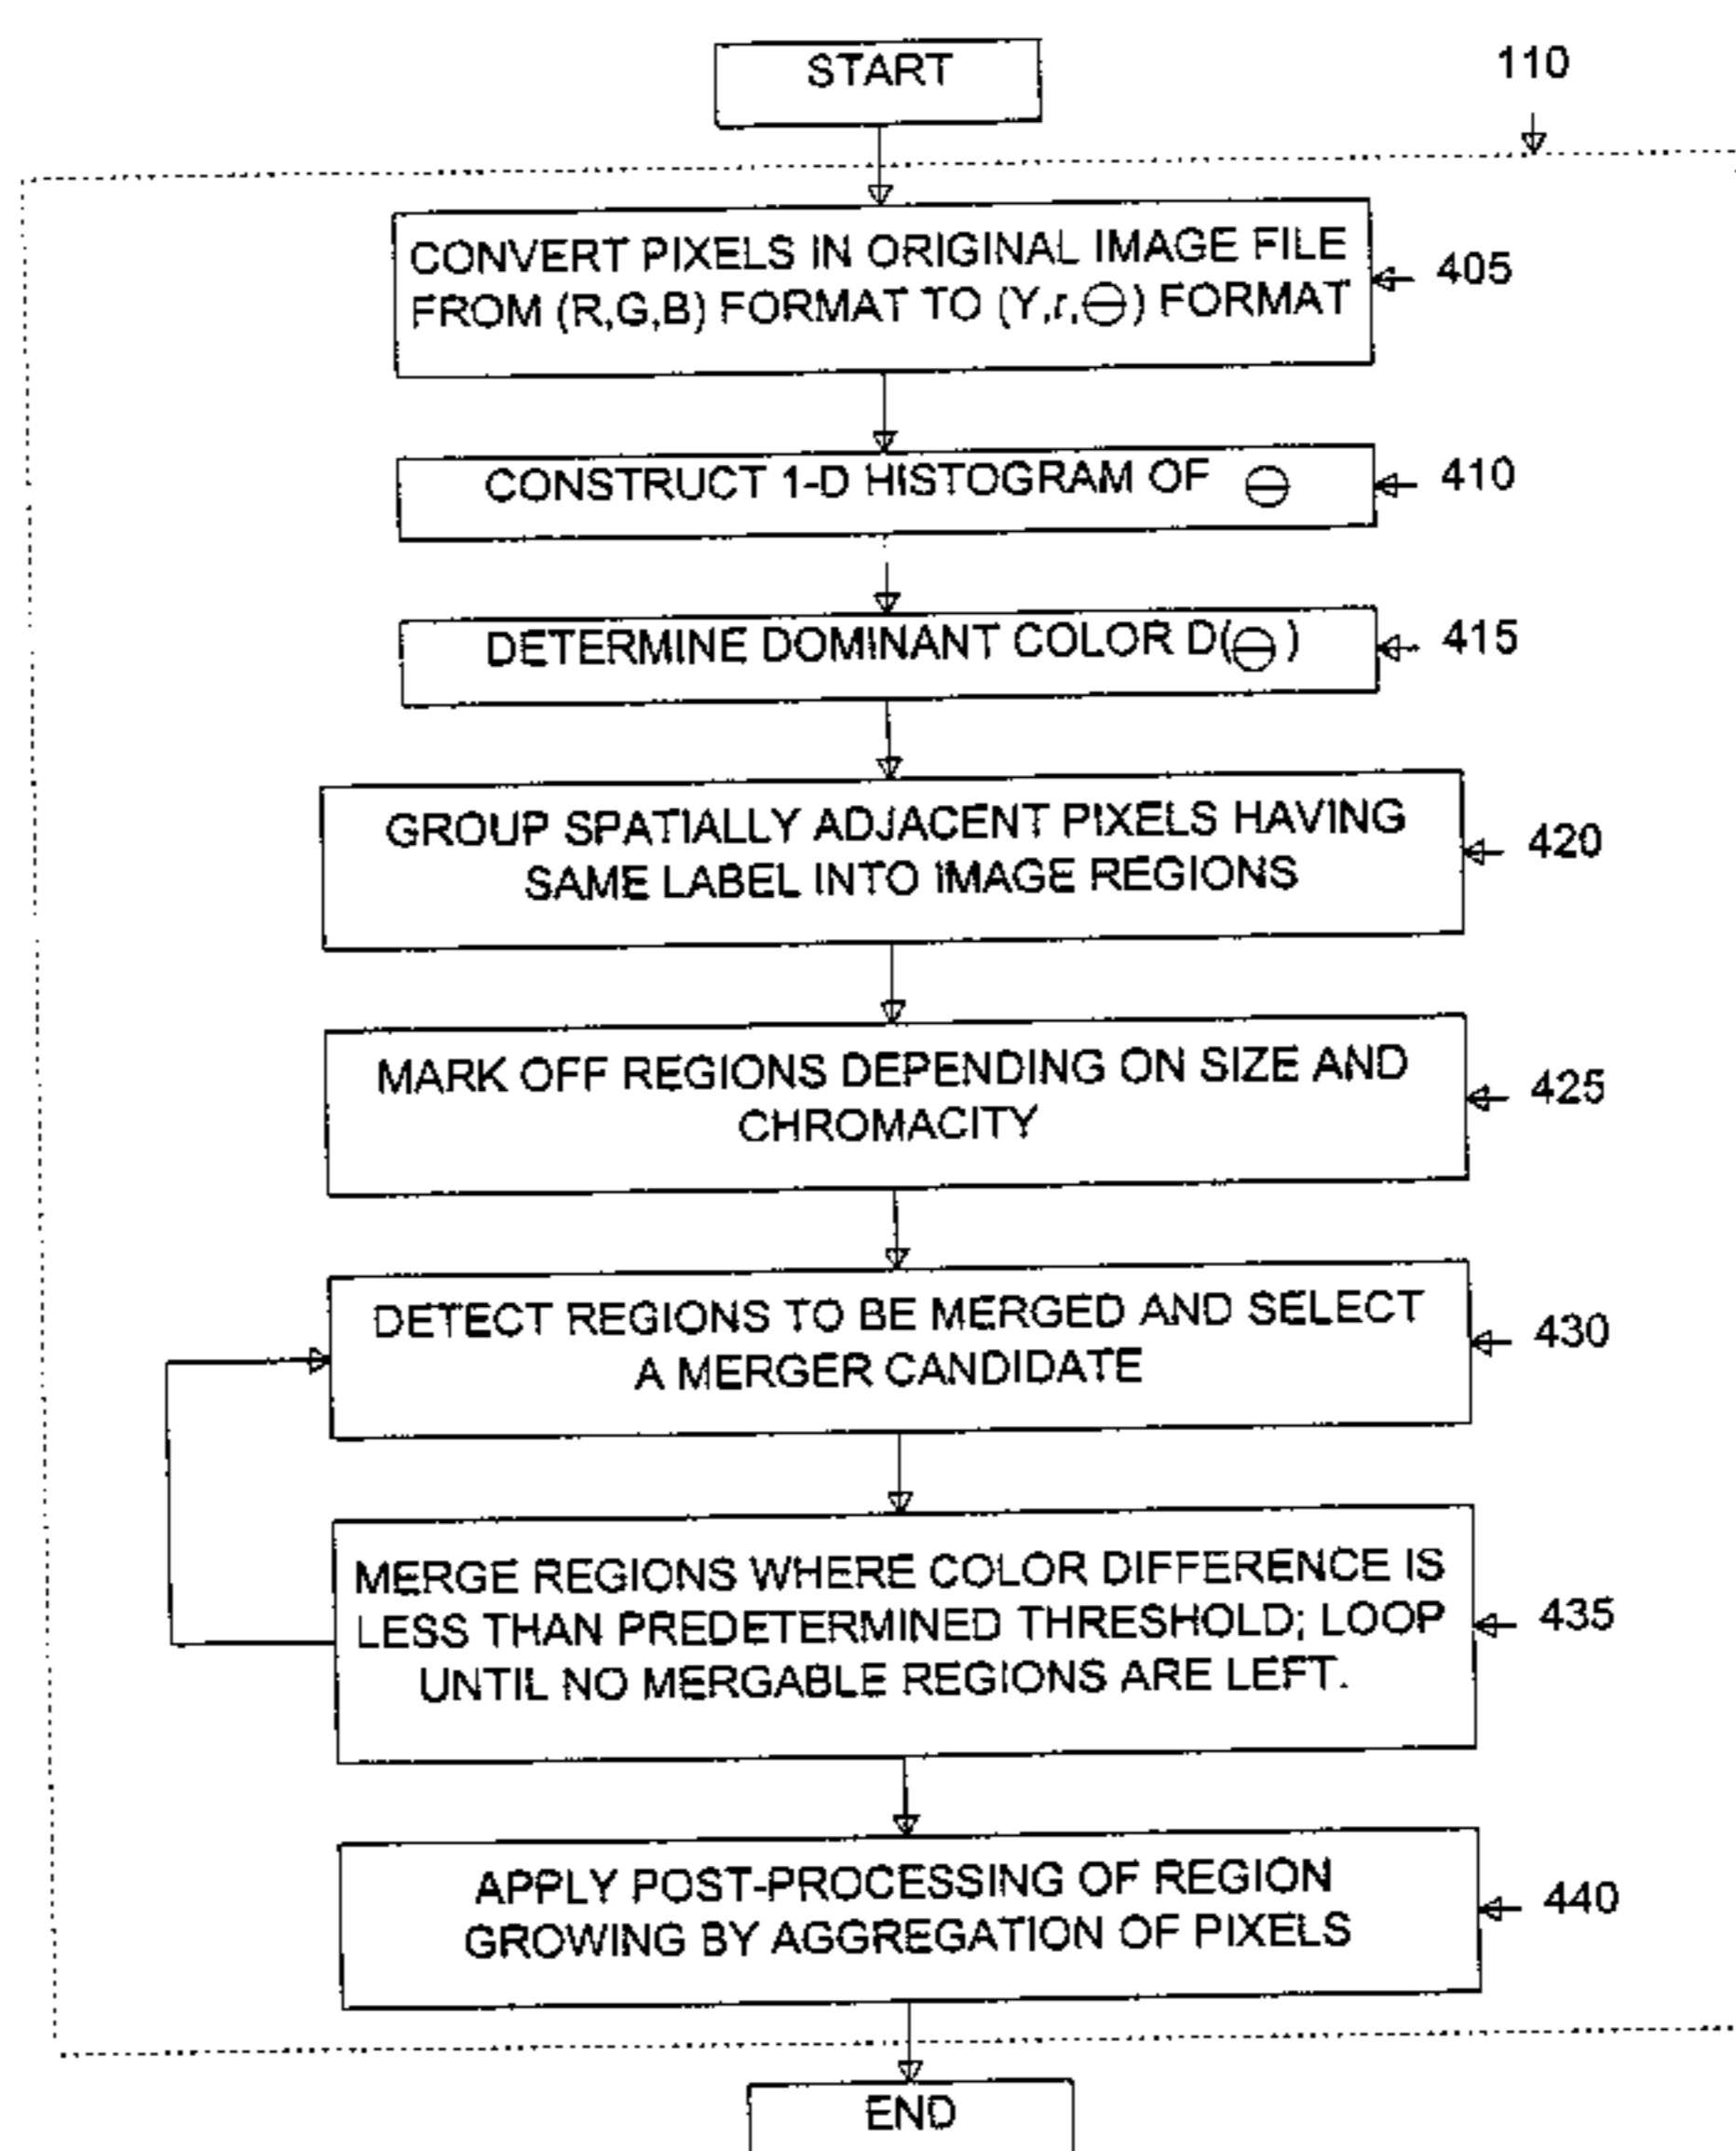 START
110
CONVERT PIXELS IN ORIGINAL IMAGE FILE
FROM (R,G,B) FORMAT TO (Y,r,Θ) FORMAT
405
CONSTRUCT 1-D HISTOGRAM OF Θ
410
DETERMINE DOMINANT COLOR D(Θ)
415
GROUP SPATIALLY ADJACENT PIXELS HAVING
SAME LABEL INTO IMAGE REGIONS
420
MARK OFF REGIONS DEPENDING ON SIZE AND
CHROMACITY
425
DETECT REGIONS TO BE MERGED AND SELECT
A MERGER CANDIDATE
430
MERGE REGIONS WHERE COLOR DIFFERENCE IS
LESS THAN PREDETERMINED THRESHOLD; LOOP
UNTIL NO MERGABLE REGIONS ARE LEFT.
435
APPLY POST-PROCESSING OF REGION
GROWING BY AGGREGATION OF PIXELS
440
END